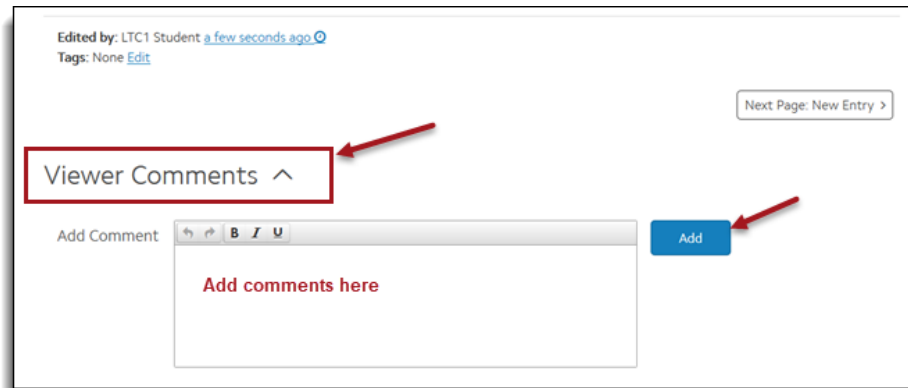 Edited by: LTC1 Student a few seconds ago
Tags: None Edit
Next Page: New Entry >
Viewer Comments
Add Comment
B I U
Add
Add comments here